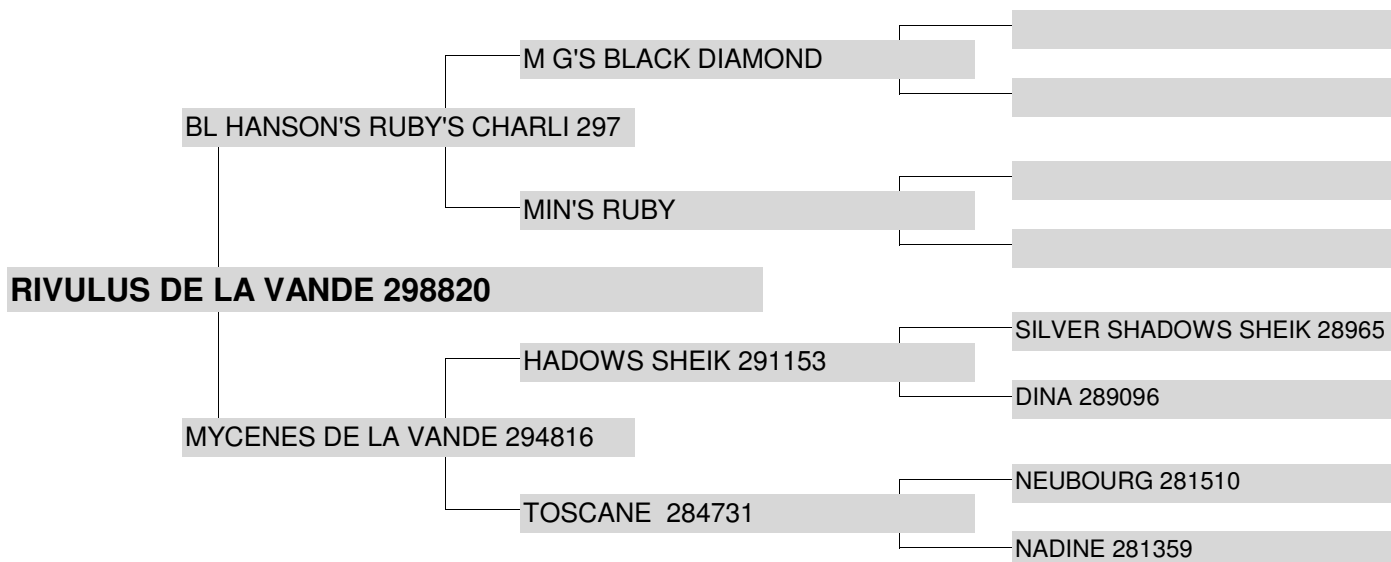 M G'S BLACK DIAMOND
BL HANSON'S RUBY'S CHARLI 297
MIN'S RUBY
RIVULUS DE LA VANDE 298820
SILVER SHADOWS SHEIK 28965
HADOWS SHEIK 291153
DINA 289096
MYCENES DE LA VANDE 294816
NEUBOURG 281510
TOSCANE 284731
NADINE 281359